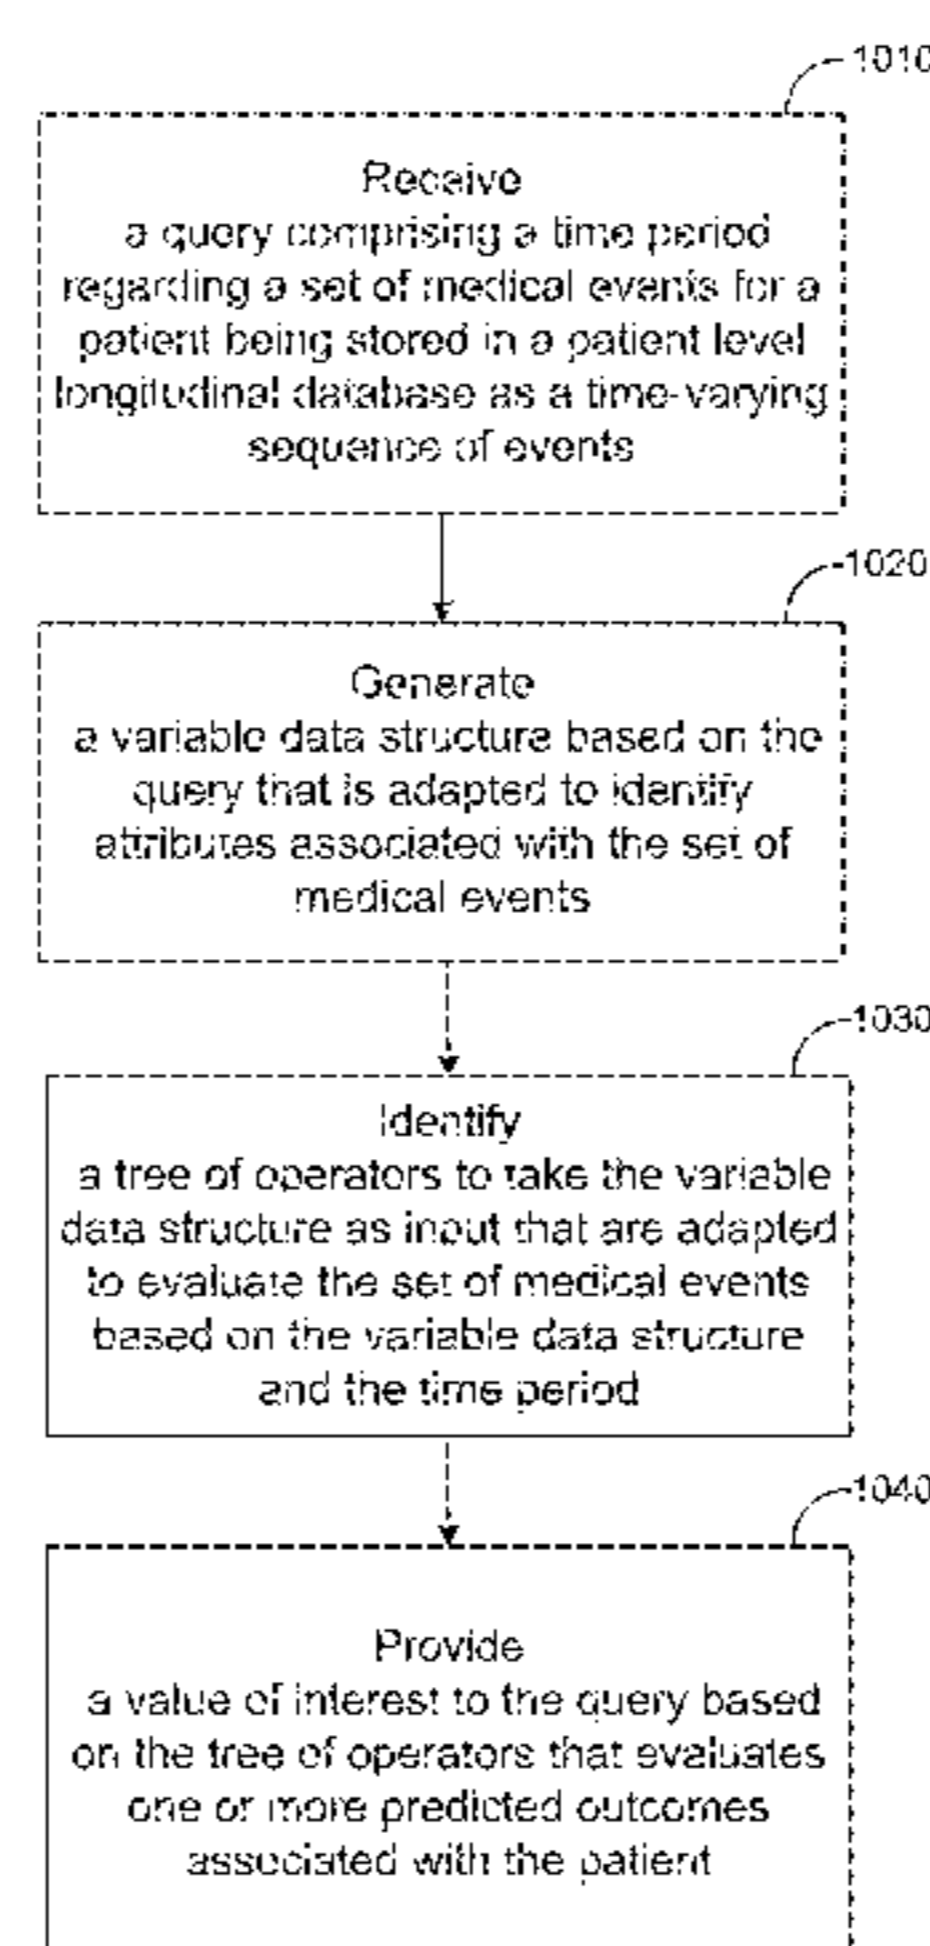 1010
Receive
a query comprising a time period
regarding a set of medical events for a
patient being stored in a patient level
longitudinal database as a time-varying
sequence of events
1020
Generate
a variable data structure based on the
query that is adapted to identify
attributes associated with the set of
medical events
1030
Identify
a tree of operators to take the variable
data structure as input that are adapted
to evaluate the set of medical events
based on the variable data structure
and the time period
1040
Provide
a value of interest to the query based
on the tree of operators that evaluates
one or more predicted outcomes
associated with the patient